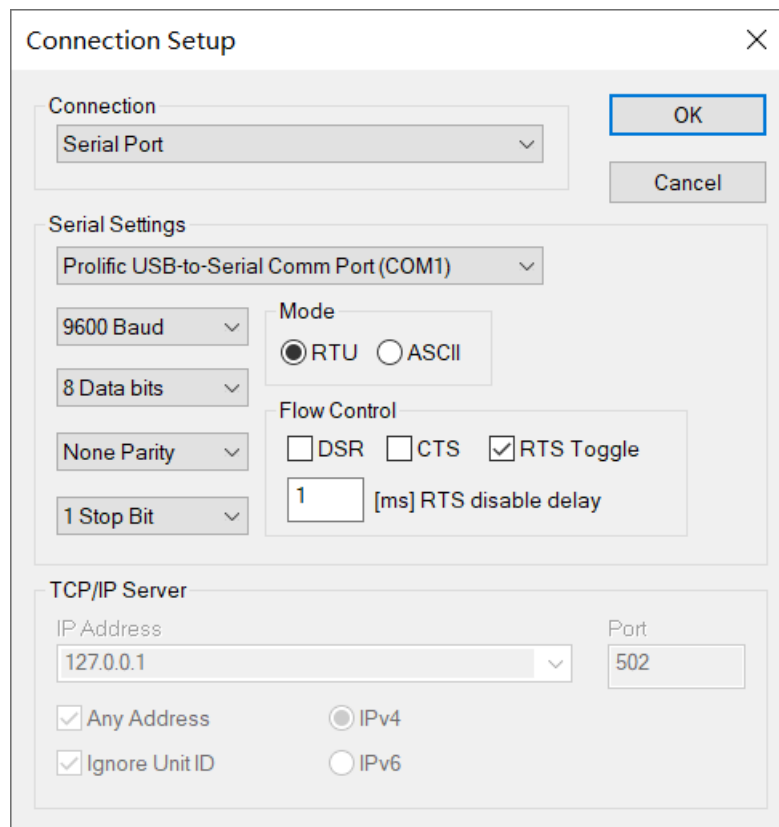 Connection Setup
Connection
Serial Port
OK
Cancel
Serial Settings
Prolific USB-to-Serial Comm Port (COM1)
9600 Baud
Mode
RTU ASCII
8 Data bits
Flow Control
None Parity
DSR CTS RTS Toggle
1 [ms] RTS disable delay
1 Stop Bit
TCP/IP Server
IP Address Port
127.0.0.1 502
Any Address IPv4
Ignore Unit ID IPv6